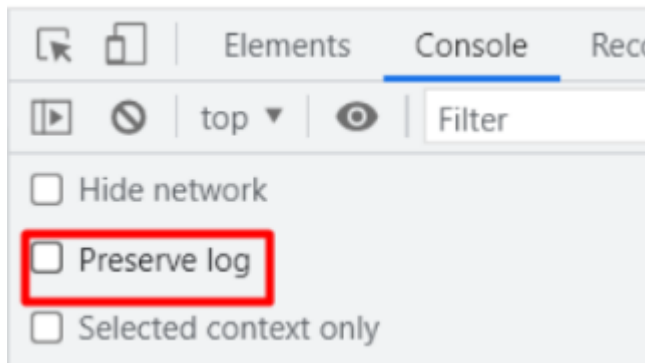 Elements Console
top Filter
Hide network
Preserve log
Selected context only